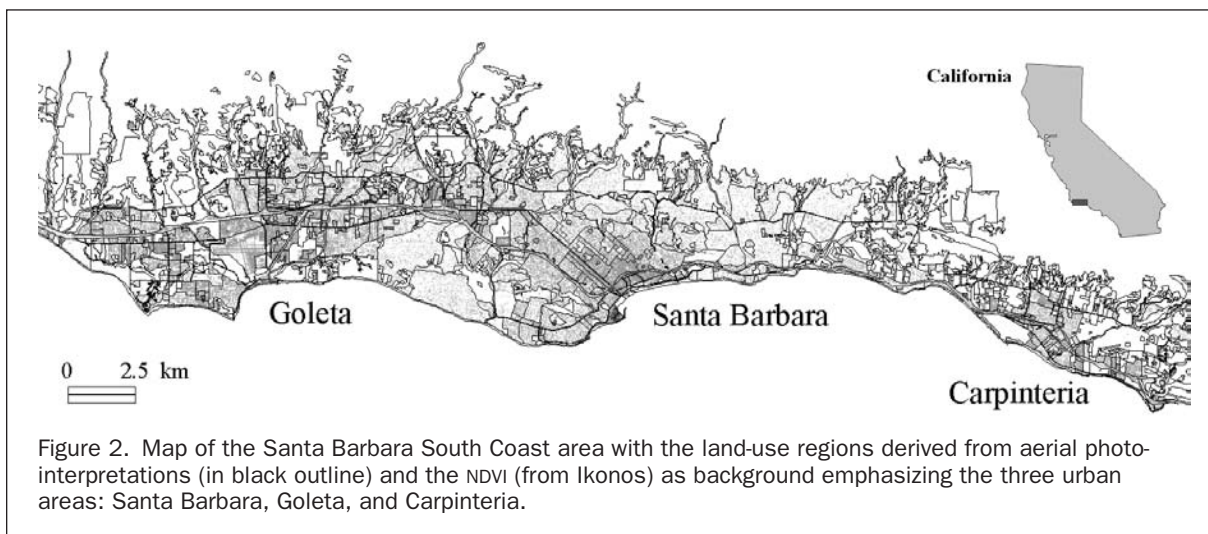 California
Goleta
Santa Barbara
0 2.5 km
Carpinteria
Figure 2. Map of the Santa Barbara South Coast area with the land-use regions derived from aerial photo-
interpretations (in black outline) and the NDVI (from Ikonos) as background emphasizing the three urban
areas: Santa Barbara, Goleta, and Carpinteria.